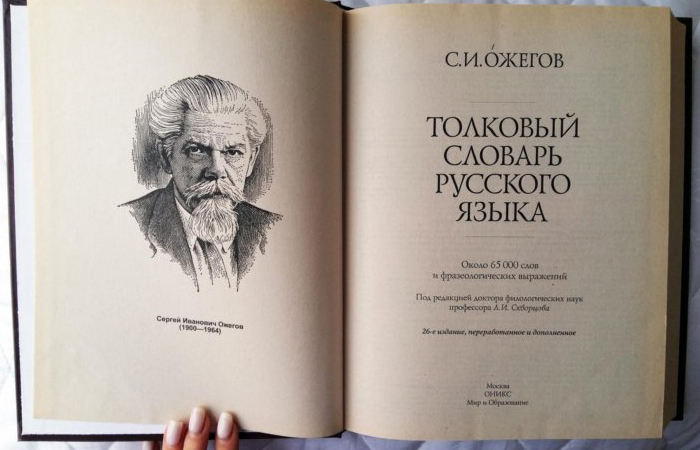 Сергей Иванович Ожегов
(1900—1964)
С.И. О́ЖЕГОВ
ТОЛКОВЫЙ
СЛОВАРЬ
РУССКОГО
ЯЗЫКА
Около 65 000 слов
и фразеологических выражений
Под редакцией доктора филологических наук
профессора Л.И. Скворцова
26-е издание, переработанное и дополненное
Москва
ОНИКС
Мир и Образование